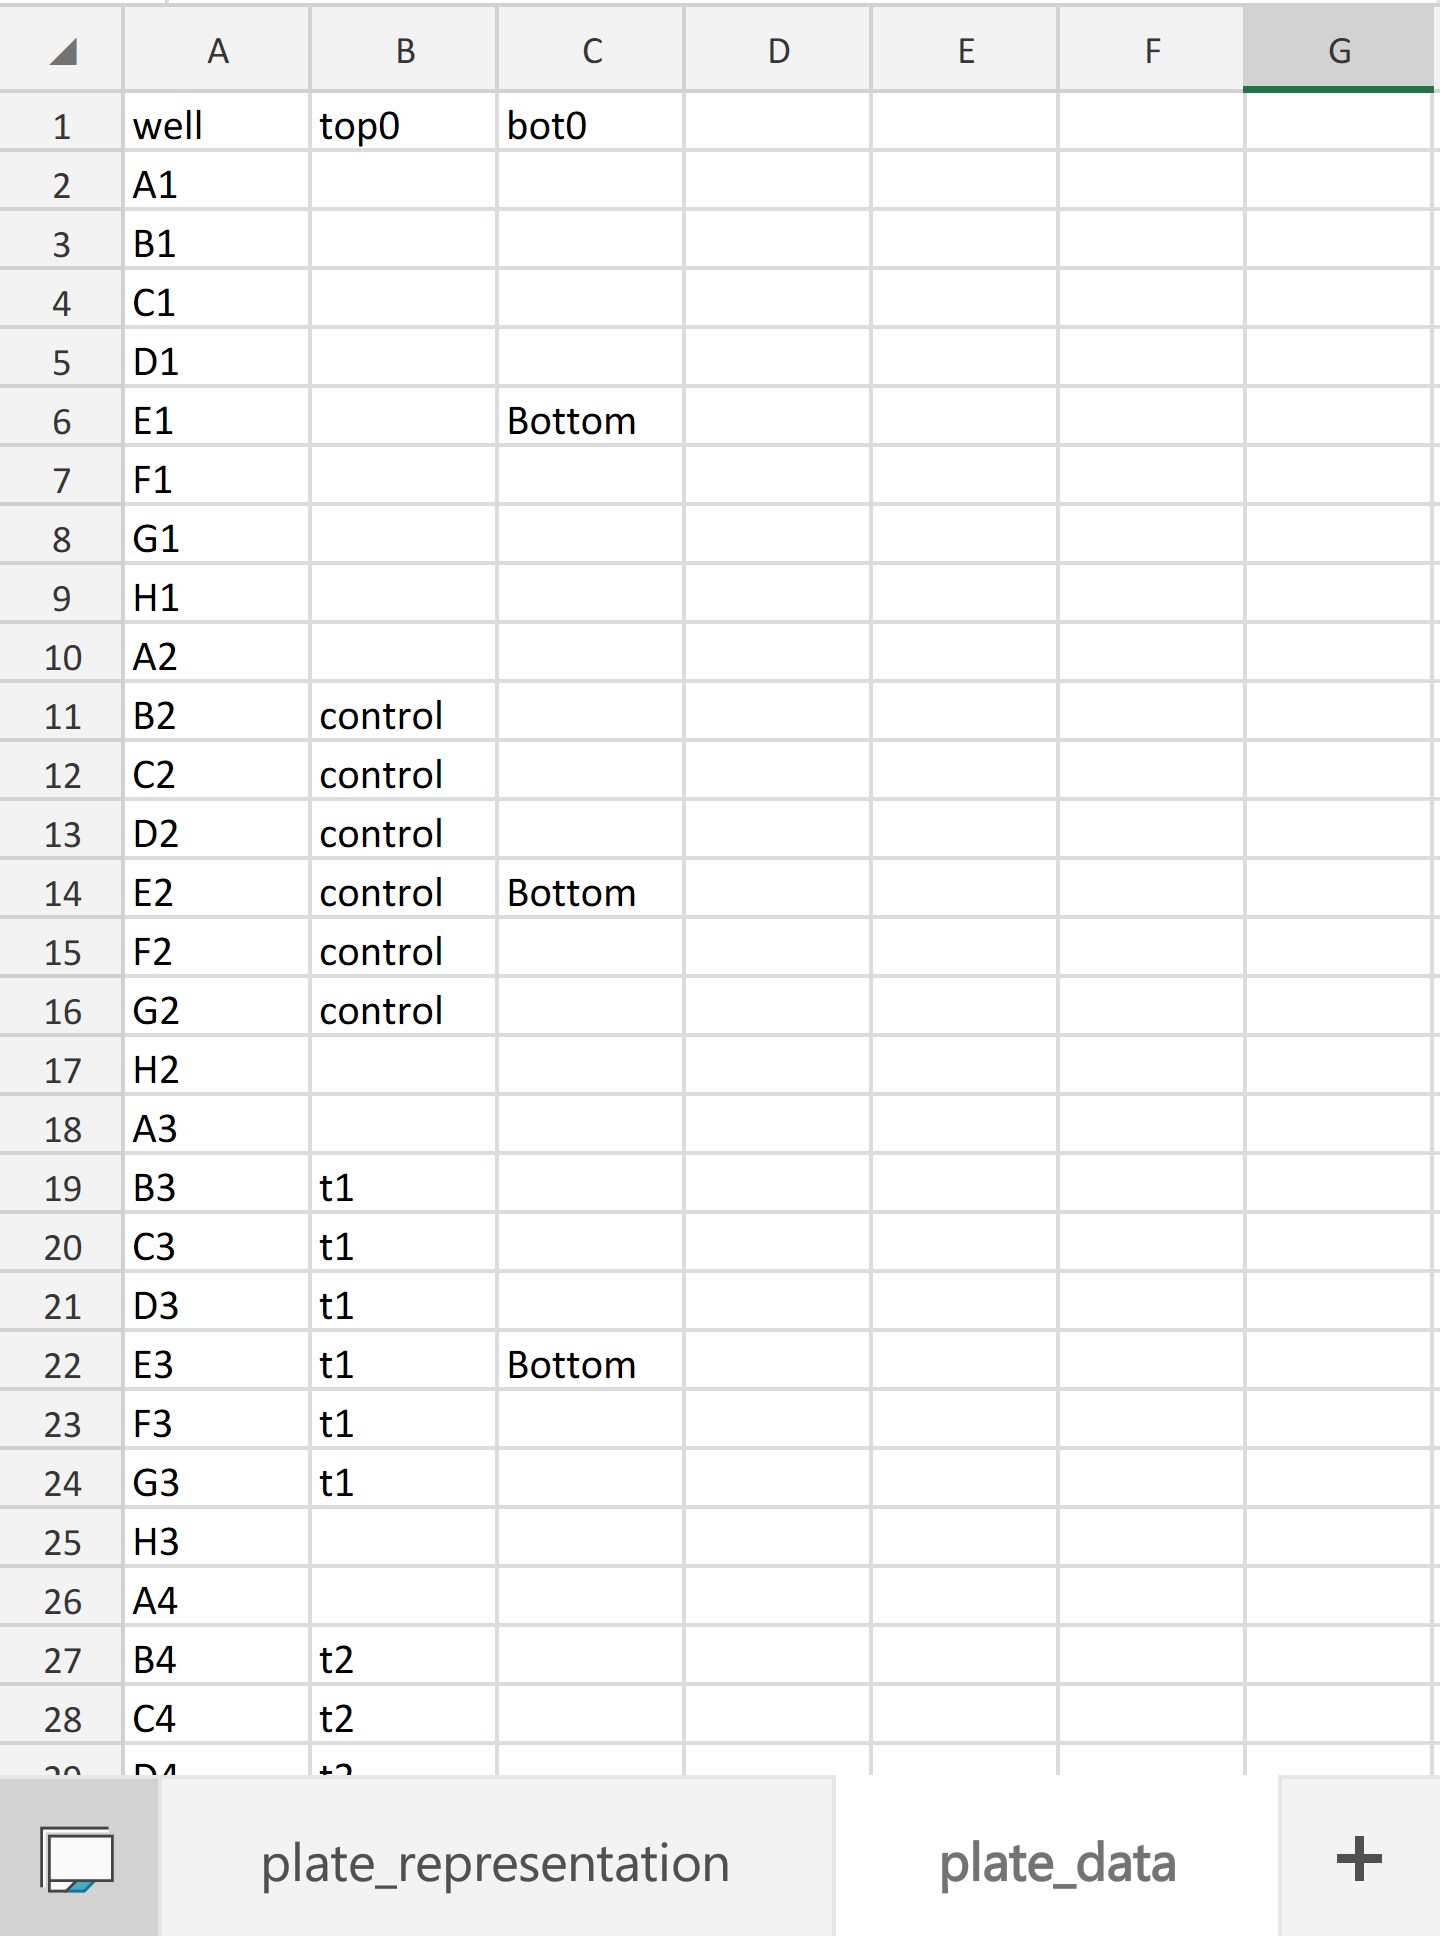 A B C D E F G
1 well top0 bot0
2 A1
3 B1
4 C1
5 D1
6 E1 Bottom
7 F1
8 G1
9 H1
10 A2
11 B2 control
12 C2 control
13 D2 control
14 E2 control Bottom
15 F2 control
16 G2 control
17 H2
18 A3
19 B3 t1
20 C3 t1
21 D3 t1
22 E3 t1 Bottom
23 F3 t1
24 G3 t1
25 H3
26 A4
27 B4 t2
28 C4 t2
29 D4 t2
plate_representation plate_data +